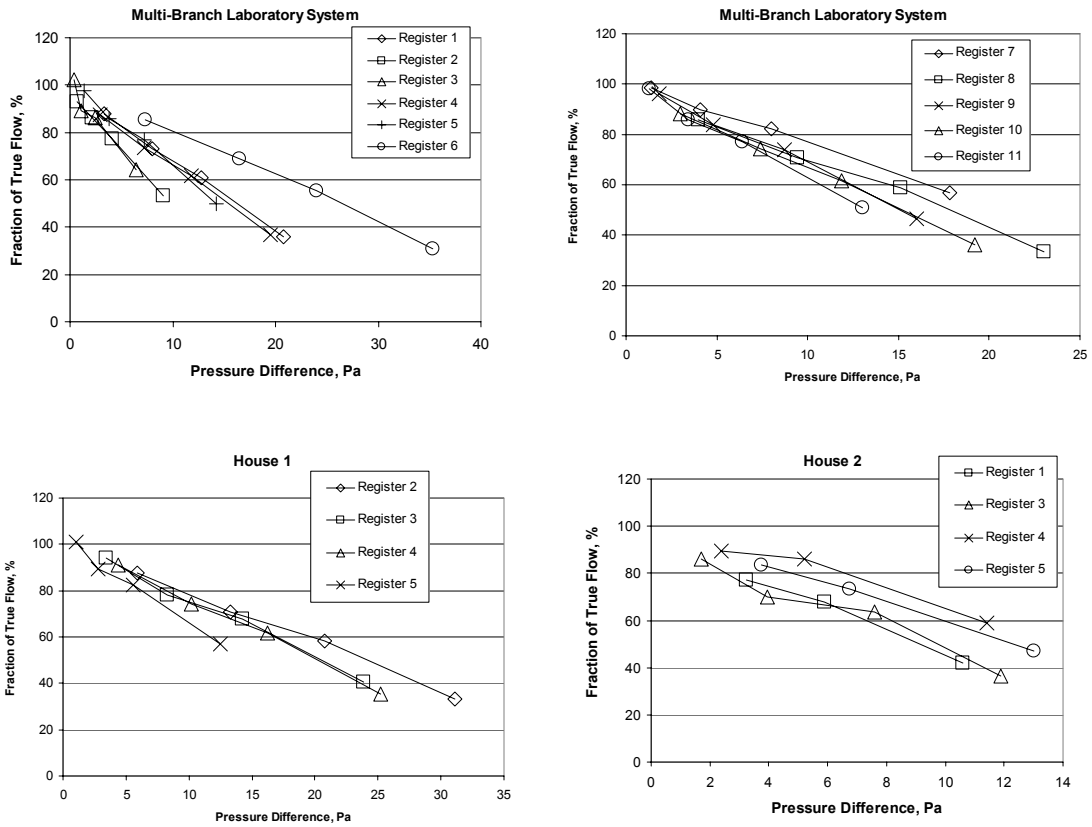 Multi-Branch Laboratory System
Fraction of True Flow, %
120
100
80
60
40
20
0
0 10 20 30 40
Pressure Difference, Pa
Register 1
Register 2
Register 3
Register 4
Register 5
Register 6
Multi-Branch Laboratory System
Fraction of True Flow, %
120
100
80
60
40
20
0
0 5 10 15 20 25
Pressure Difference, Pa
Register 7
Register 8
Register 9
Register 10
Register 11
House 1
Fraction of True Flow, %
120
100
80
60
40
20
0
0 5 10 15 20 25 30 35
Pressure Difference, Pa
Register 2
Register 3
Register 4
Register 5
House 2
Fraction of True Flow, %
120
100
80
60
40
20
0
0 2 4 6 8 10 12 14
Pressure Difference, Pa
Register 1
Register 3
Register 4
Register 5